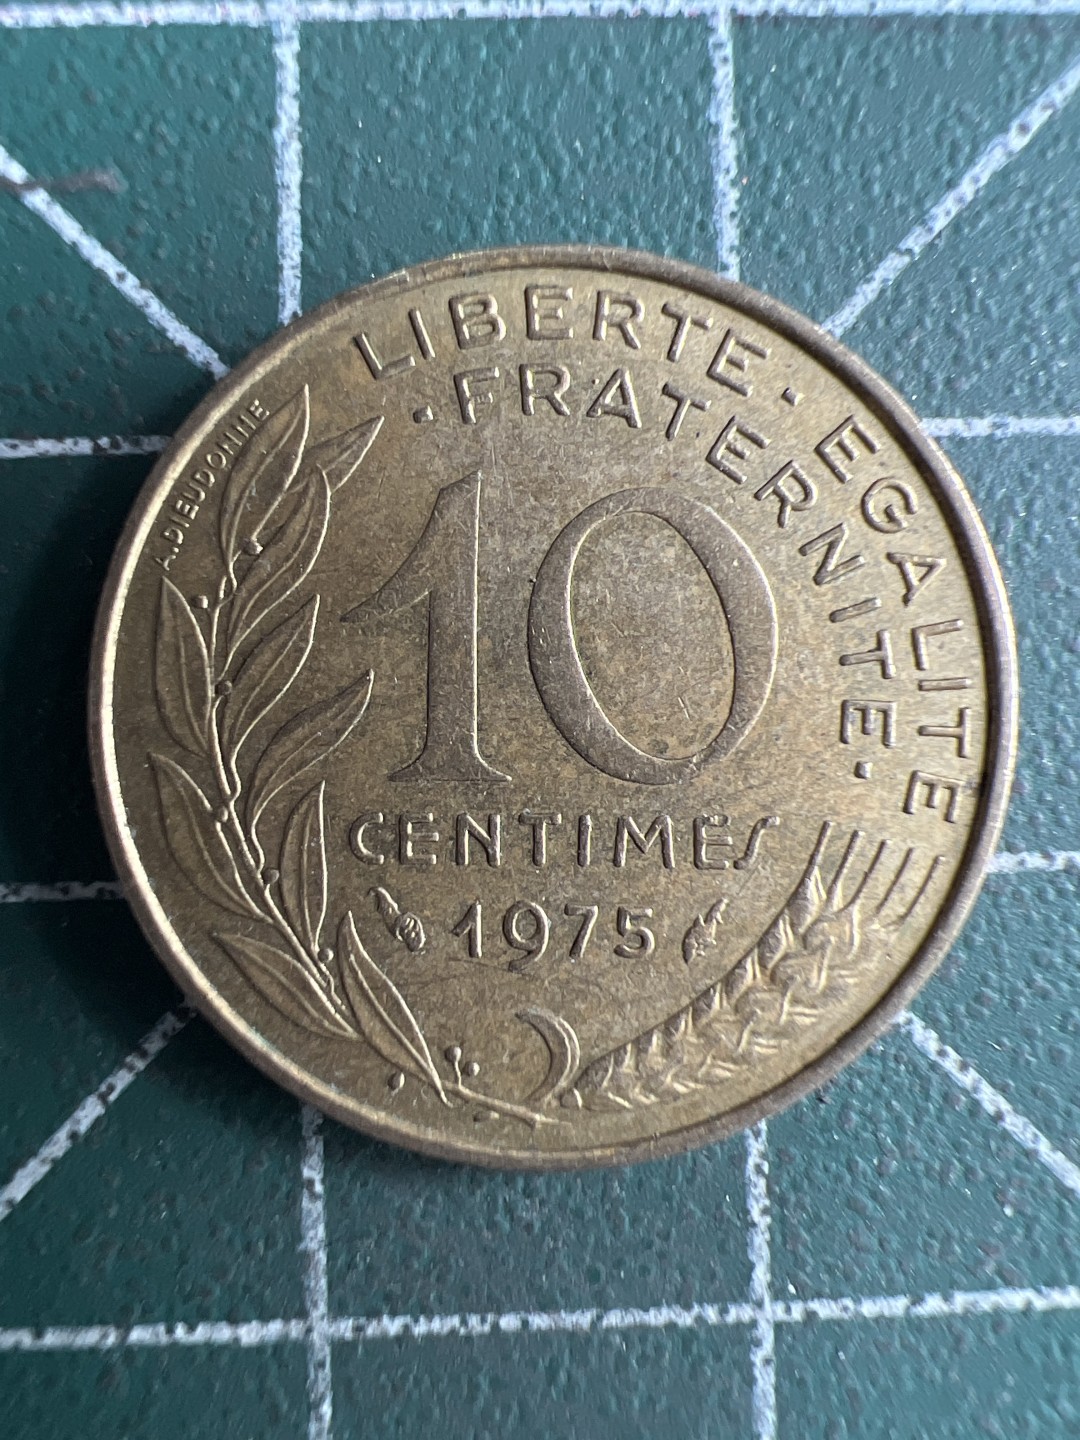 LIBERTE · EGALITE
· FRATERNITE ·
A.DIEUDONNE
10
CENTIMES
1975